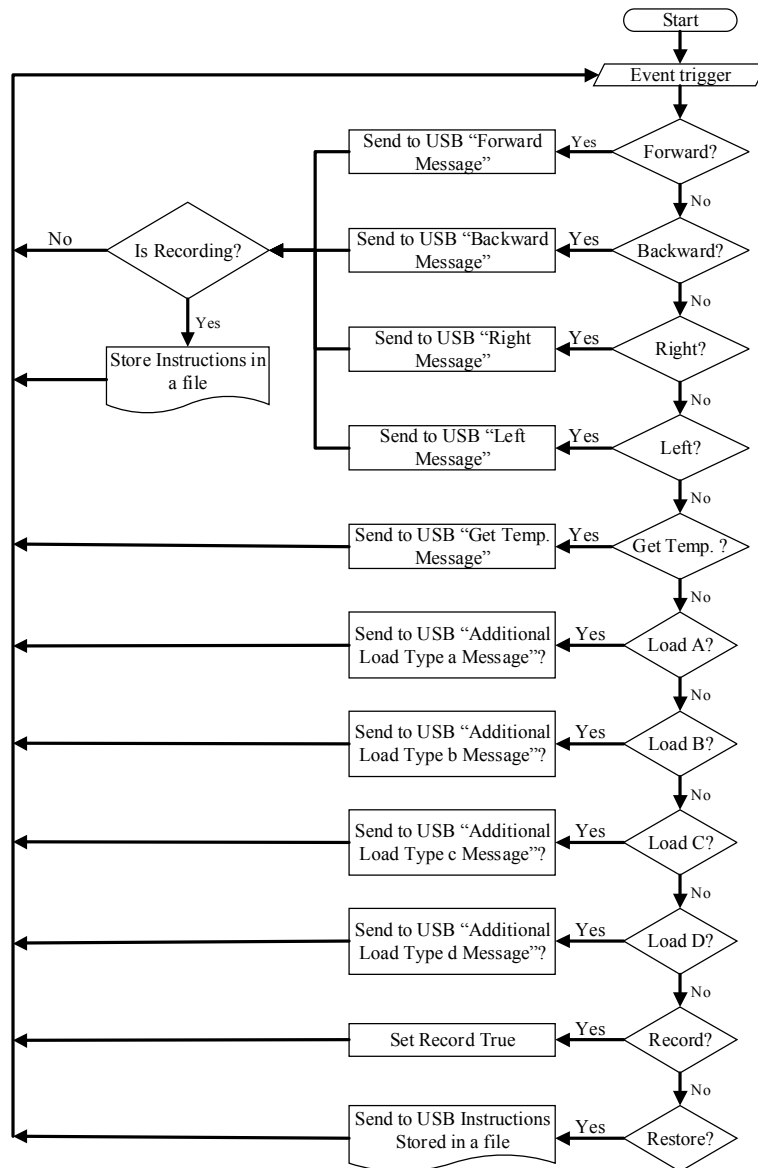 Start
Event trigger
Send to USB “Forward
Message”
Yes
Forward?
No
No
Is Recording?
Send to USB “Backward
Message”
Yes
Backward?
No
Yes
Store Instructions in
a file
Send to USB “Right
Message”
Yes
Right?
No
Send to USB “Left
Message”
Yes
Left?
No
Send to USB “Get Temp.
Message”
Yes
Get Temp. ?
No
Send to USB “Additional
Load Type a Message”?
Yes
Load A?
No
Send to USB “Additional
Load Type b Message”?
Yes
Load B?
No
Send to USB “Additional
Load Type c Message”?
Yes
Load C?
No
Send to USB “Additional
Load Type d Message”?
Yes
Load D?
No
Set Record True
Yes
Record?
No
Send to USB Instructions
Stored in a file
Yes
Restore?